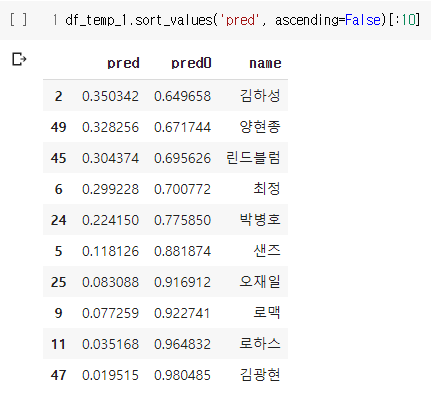 [ ] 1 df_temp_1.sort_values('pred', ascending=False)[:10]
pred pred0 name
2 0.350342 0.649658 김하성
49 0.328256 0.671744 양현종
45 0.304374 0.695626 린드블럼
6 0.299228 0.700772 최정
24 0.224150 0.775850 박병호
5 0.118126 0.881874 샌즈
25 0.083088 0.916912 오재일
9 0.077259 0.922741 로맥
11 0.035168 0.964832 로하스
47 0.019515 0.980485 김광현